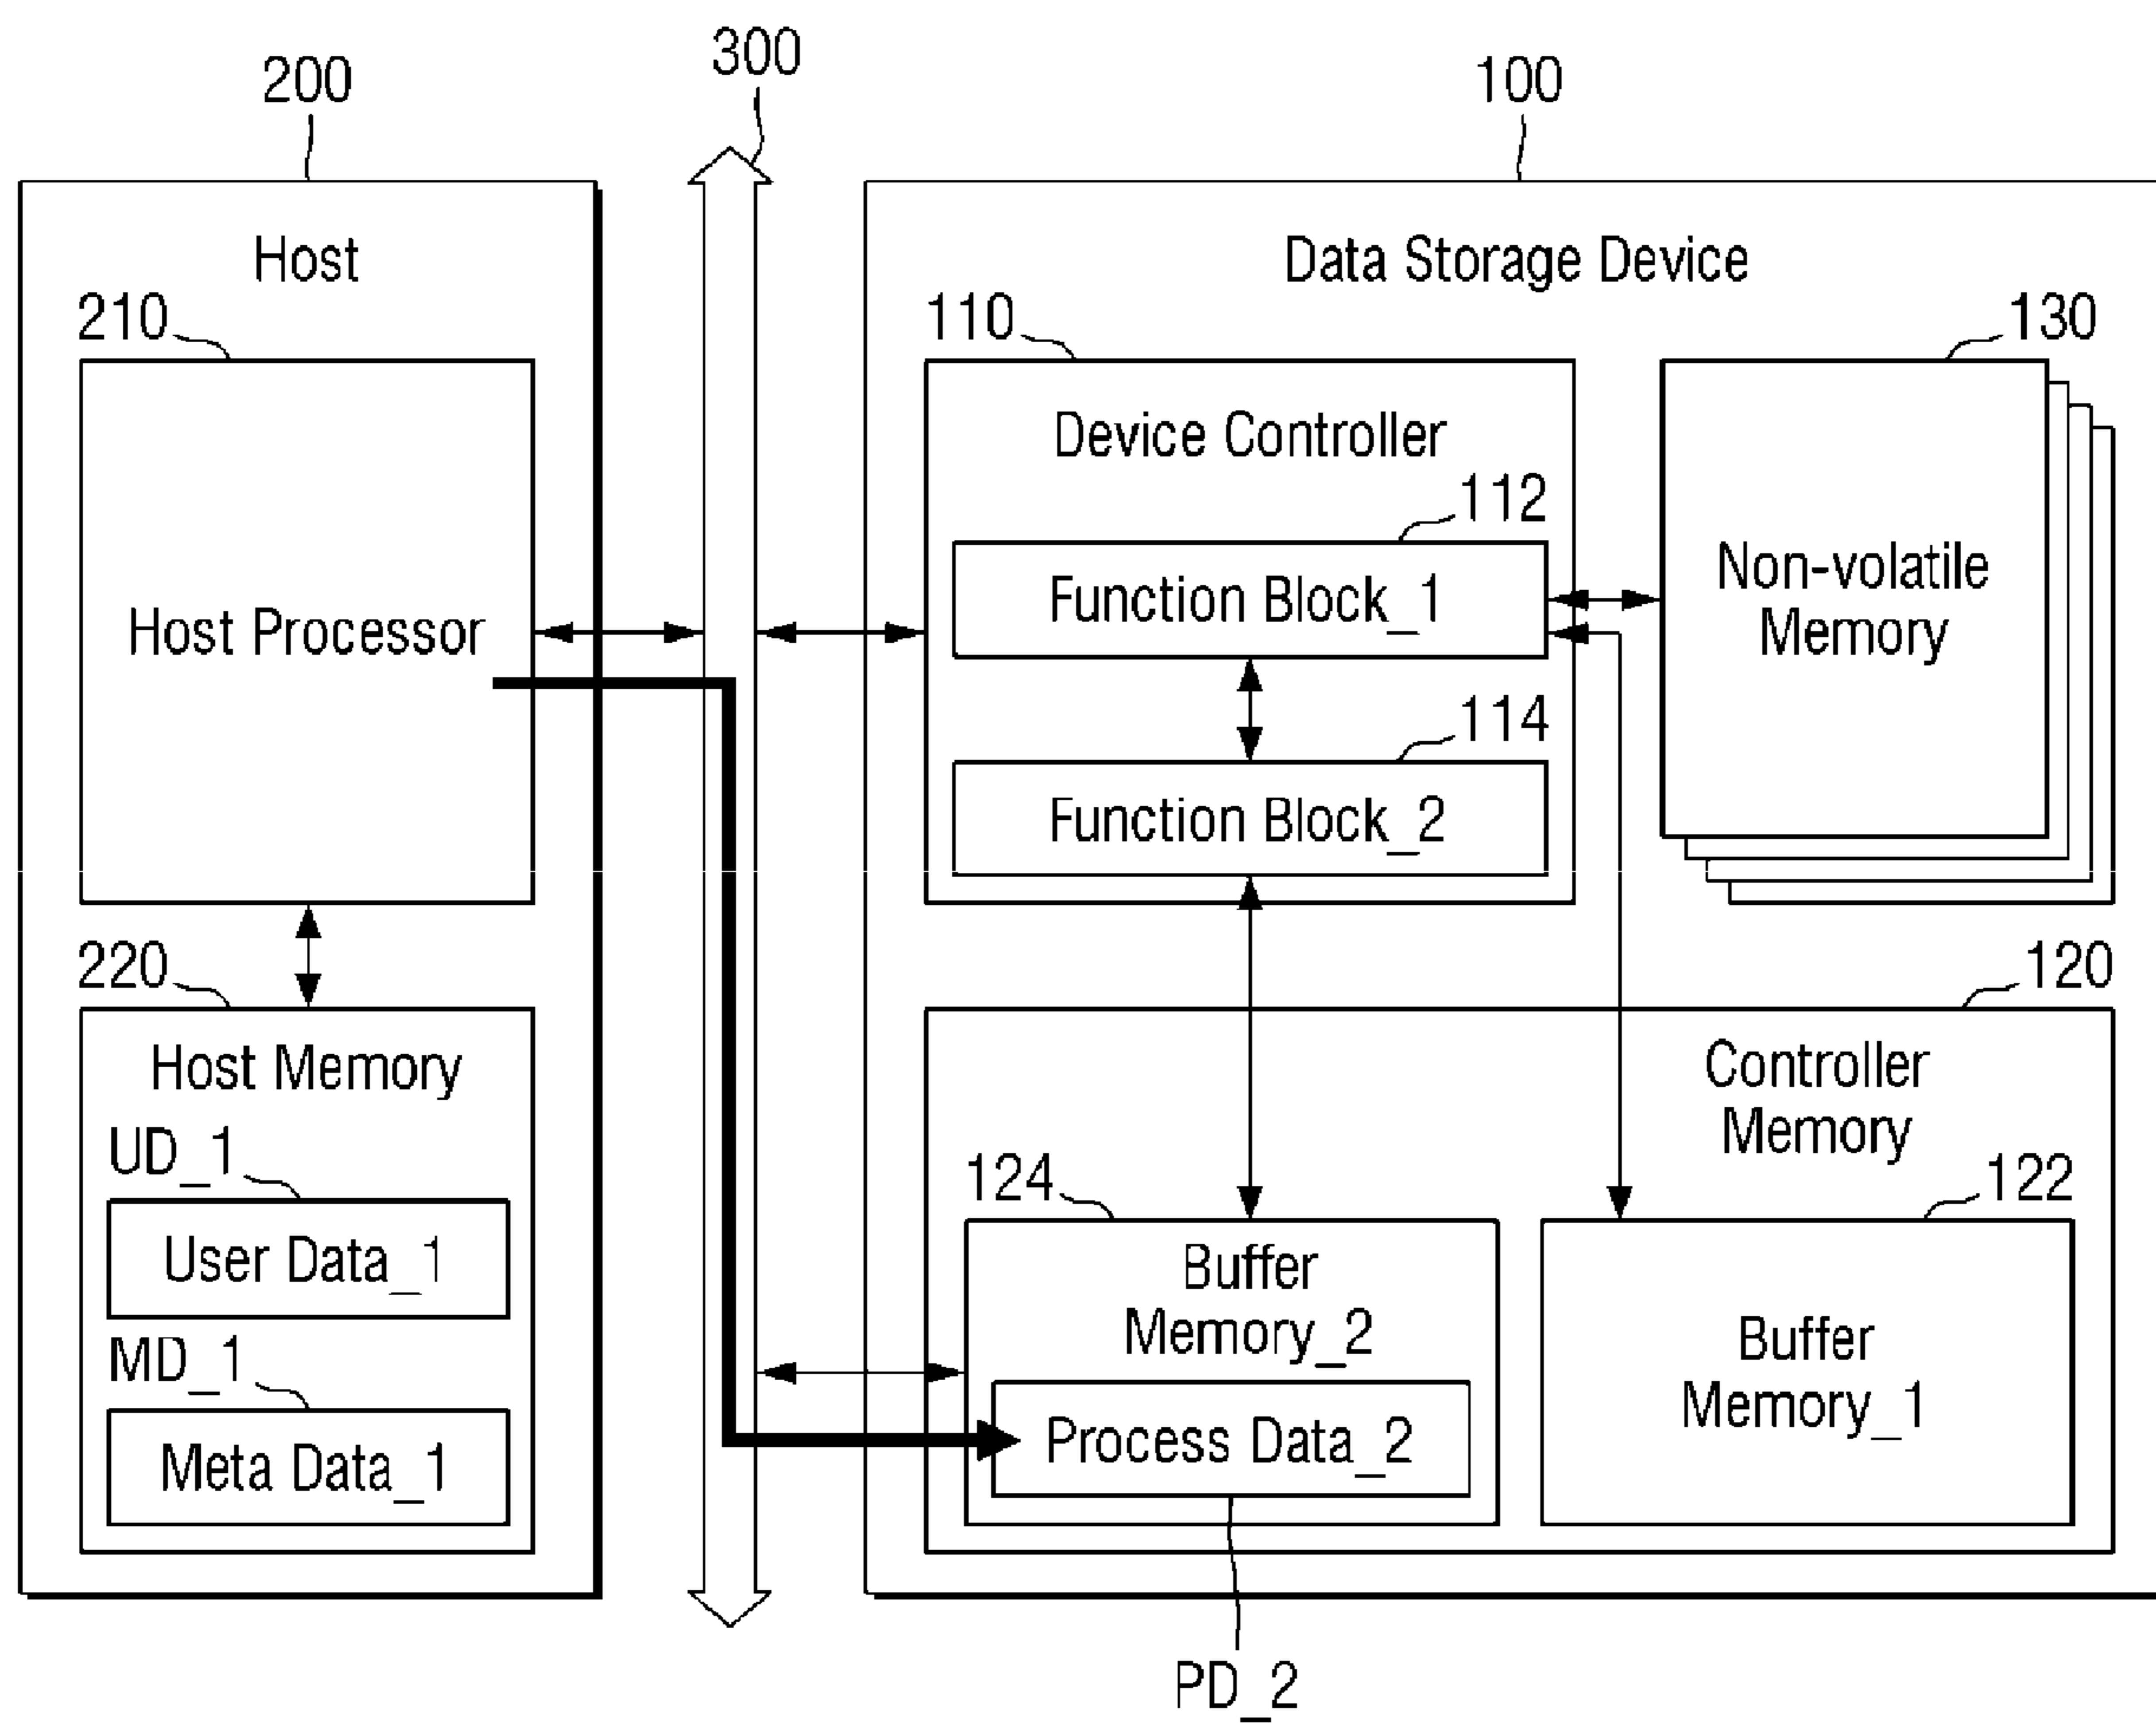 300
200
100
Host
Data Storage Device
210
110
130
Device Controller
112
Function Block_1
Non-volatile
Memory
Host Processor
114
Function Block_2
220
120
Host Memory
Controller
Memory
UD_1
124
122
User Data_1
Buffer
Memory_2
Buffer
Memory_1
MD_1
Meta Data_1
Process Data_2
PD_2